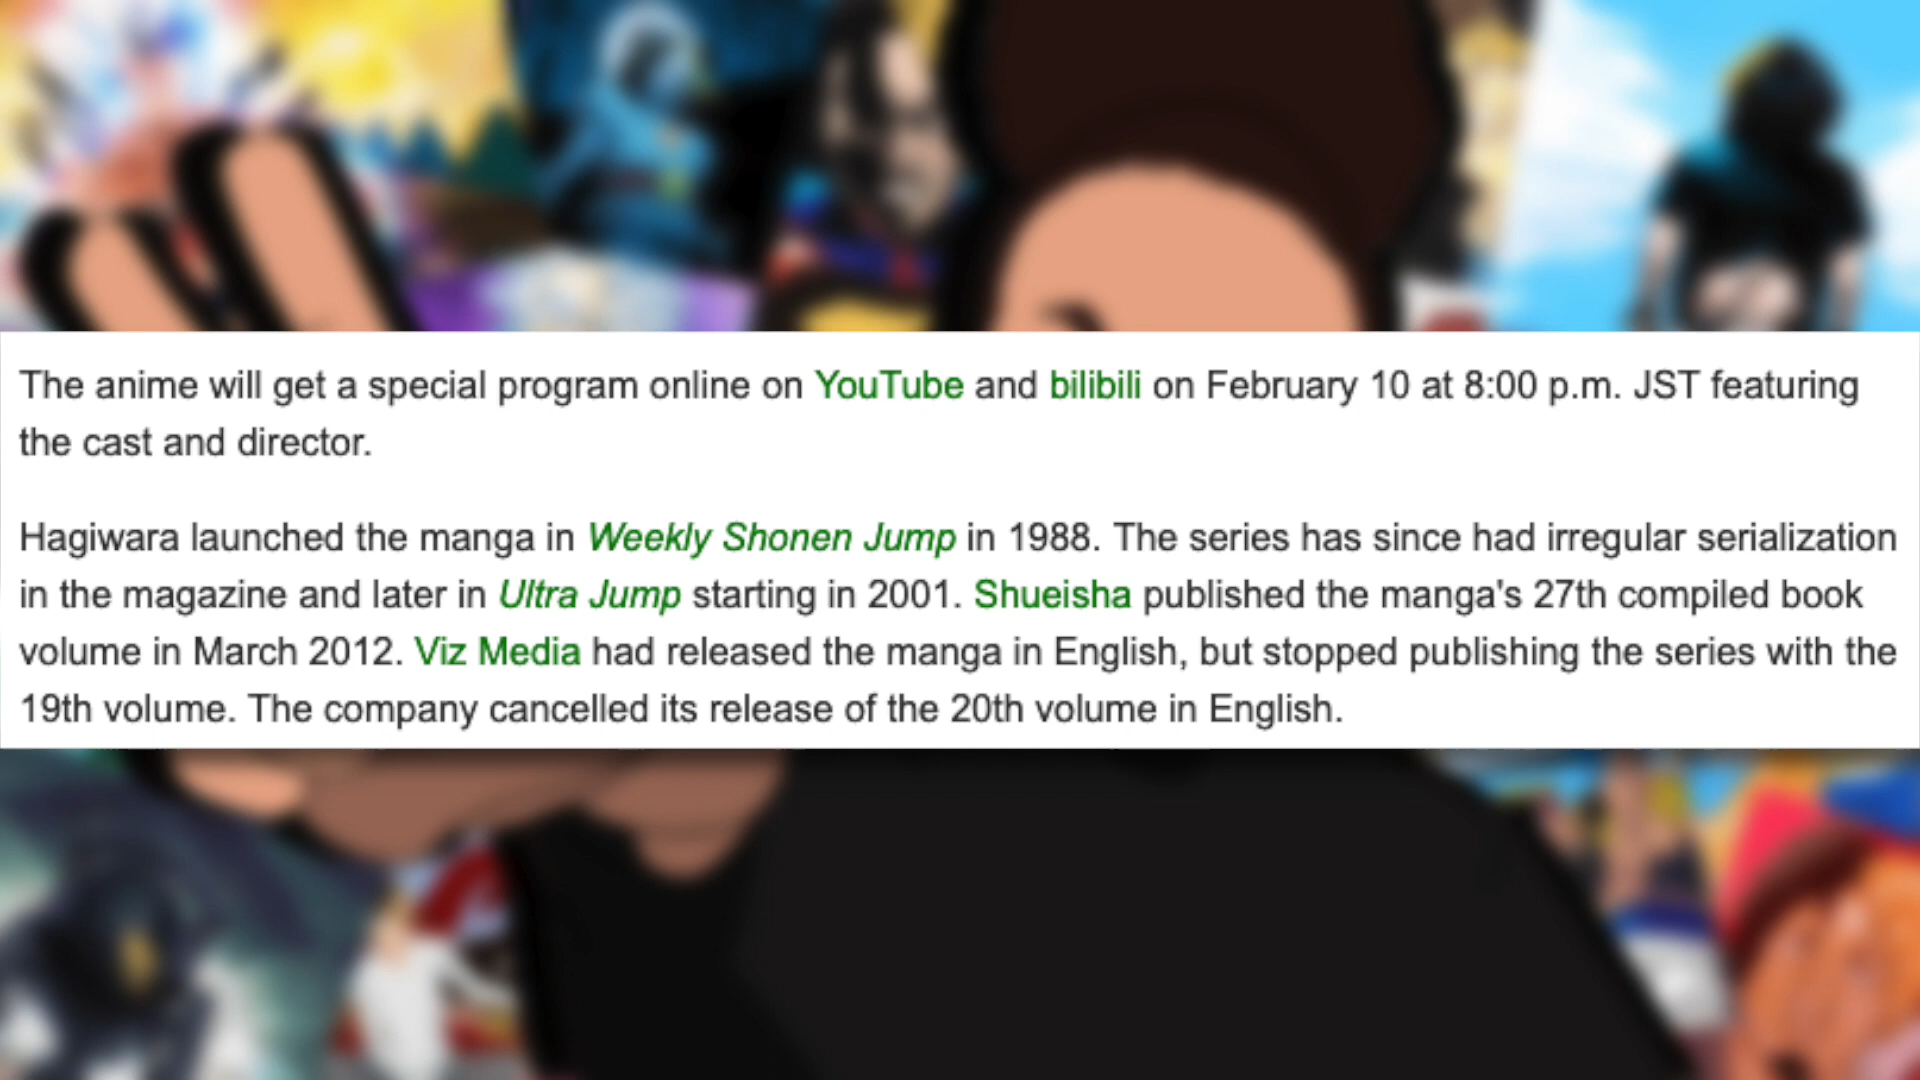 The anime will get a special program online on YouTube and bilibili on February 10 at 8:00 p.m. JST featuring
the cast and director.
Hagiwara launched the manga in Weekly Shonen Jump in 1988. The series has since had irregular serialization
in the magazine and later in Ultra Jump starting in 2001. Shueisha published the manga's 27th compiled book
volume in March 2012. Viz Media had released the manga in English, but stopped publishing the series with the
19th volume. The company cancelled its release of the 20th volume in English.